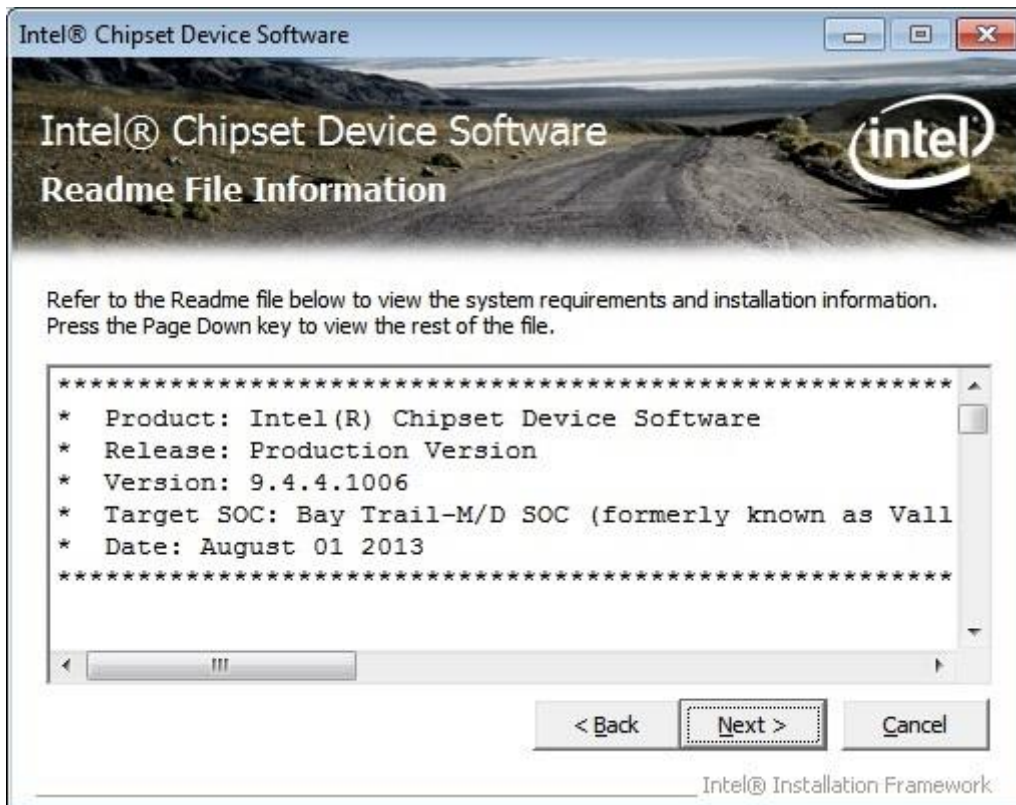 Intel® Chipset Device Software
Intel® Chipset Device Software
intel
Readme File Information
Refer to the Readme file below to view the system requirements and installation information.
Press the Page Down key to view the rest of the file.
********************************************************
* Product: Intel(R) Chipset Device Software
* Release: Production Version
* Version: 9.4.4.1006
* Target SOC: Bay Trail-M/D SOC (formerly known as Vall
* Date: August 01 2013
********************************************************
< Back Next > Cancel
Intel® Installation Framework